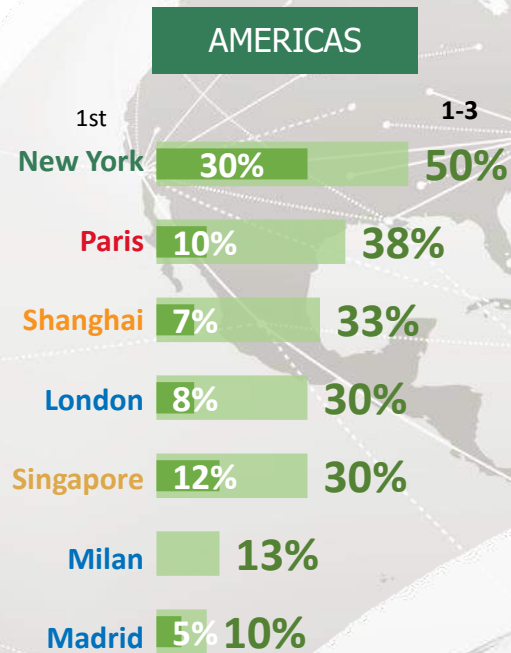 AMERICAS
1st 1-3
New York 30% 50%
Paris 10% 38%
Shanghai 7% 33%
London 8% 30%
Singapore 12% 30%
Milan 13%
Madrid 5% 10%